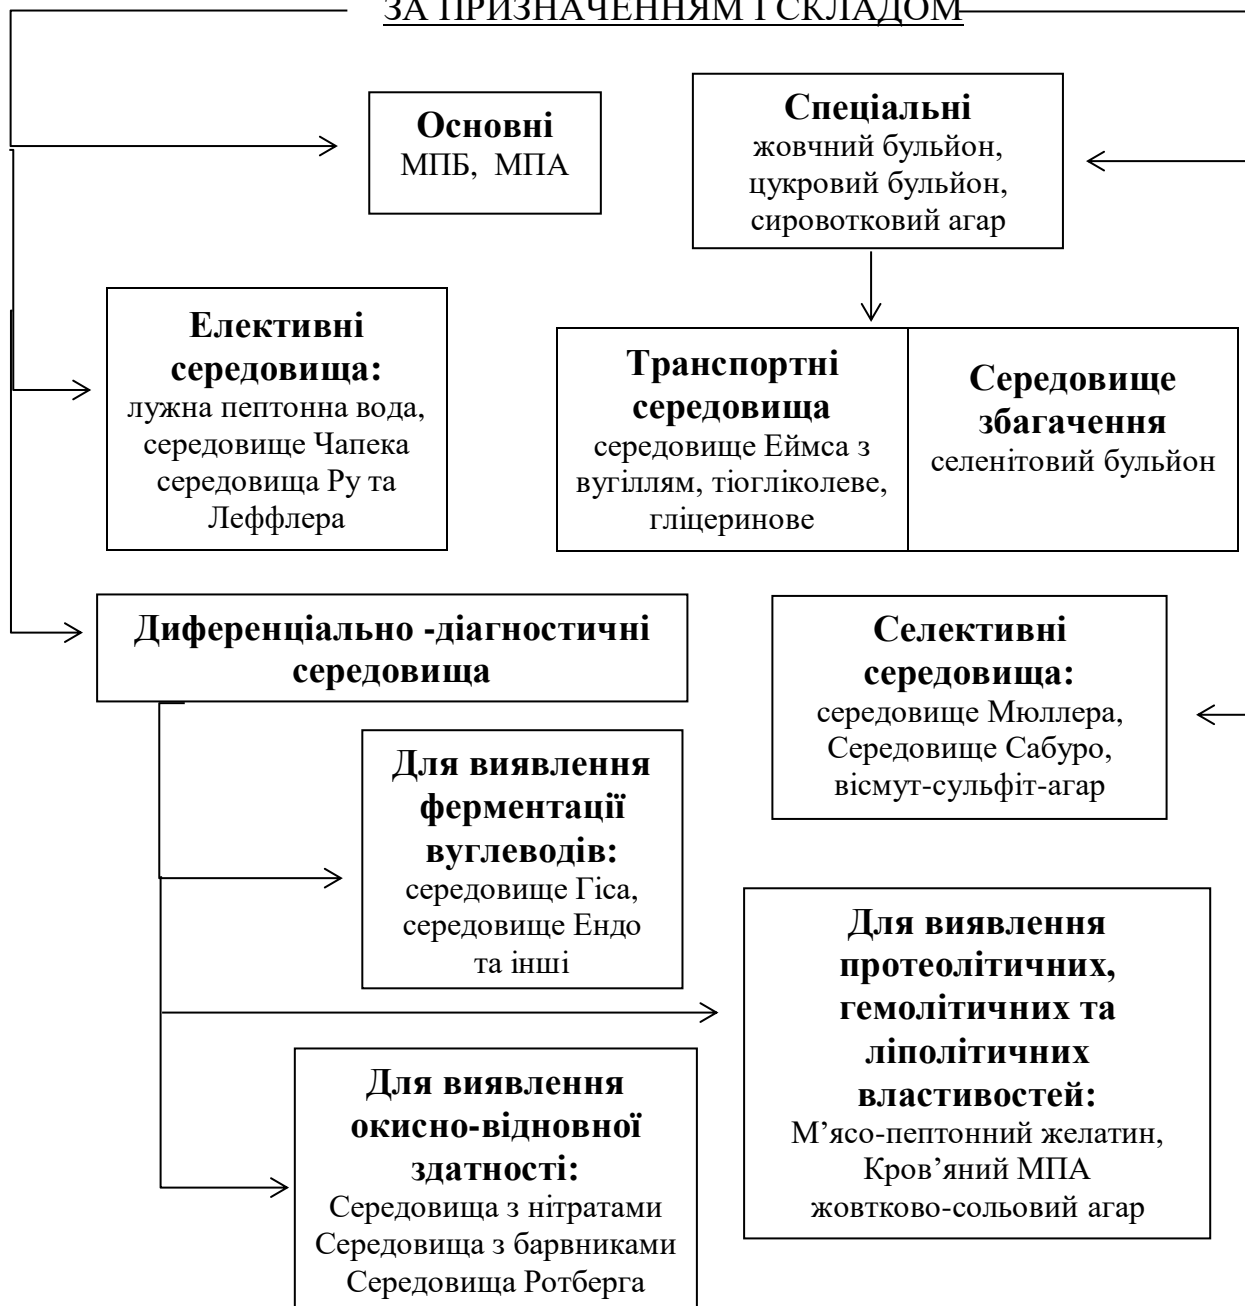 ЗА ПРИЗНАЧЕННЯМ І СКЛАДОМ
Основні
МПБ, МПА
Спеціальні
жовчний бульйон,
цукровий бульйон,
сировотковий агар
Елективні
середовища:
лужна пептонна вода,
середовище Чапека
середовища Ру та
Леффлера
Транспортні
середовища
середовище Еймса з
вугіллям, тіогліколеве,
гліцеринове
Середовище
збагачення
селенітовий бульйон
Диференціально -діагностичні
середовища
Селективні
середовища:
середовище Мюллера,
Середовище Сабуро,
вісмут-сульфіт-агар
Для виявлення
ферментації
вуглеводів:
середовище Гіса,
середовище Ендо
та інші
Для виявлення
протеолітичних,
гемолітичних та
ліполітичних
властивостей:
М’ясо-пептонний желатин,
Кров’яний МПА
жовтково-сольовий агар
Для виявлення
окисно-відновної
здатності:
Середовища з нітратами
Середовища з барвниками
Середовища Ротберга